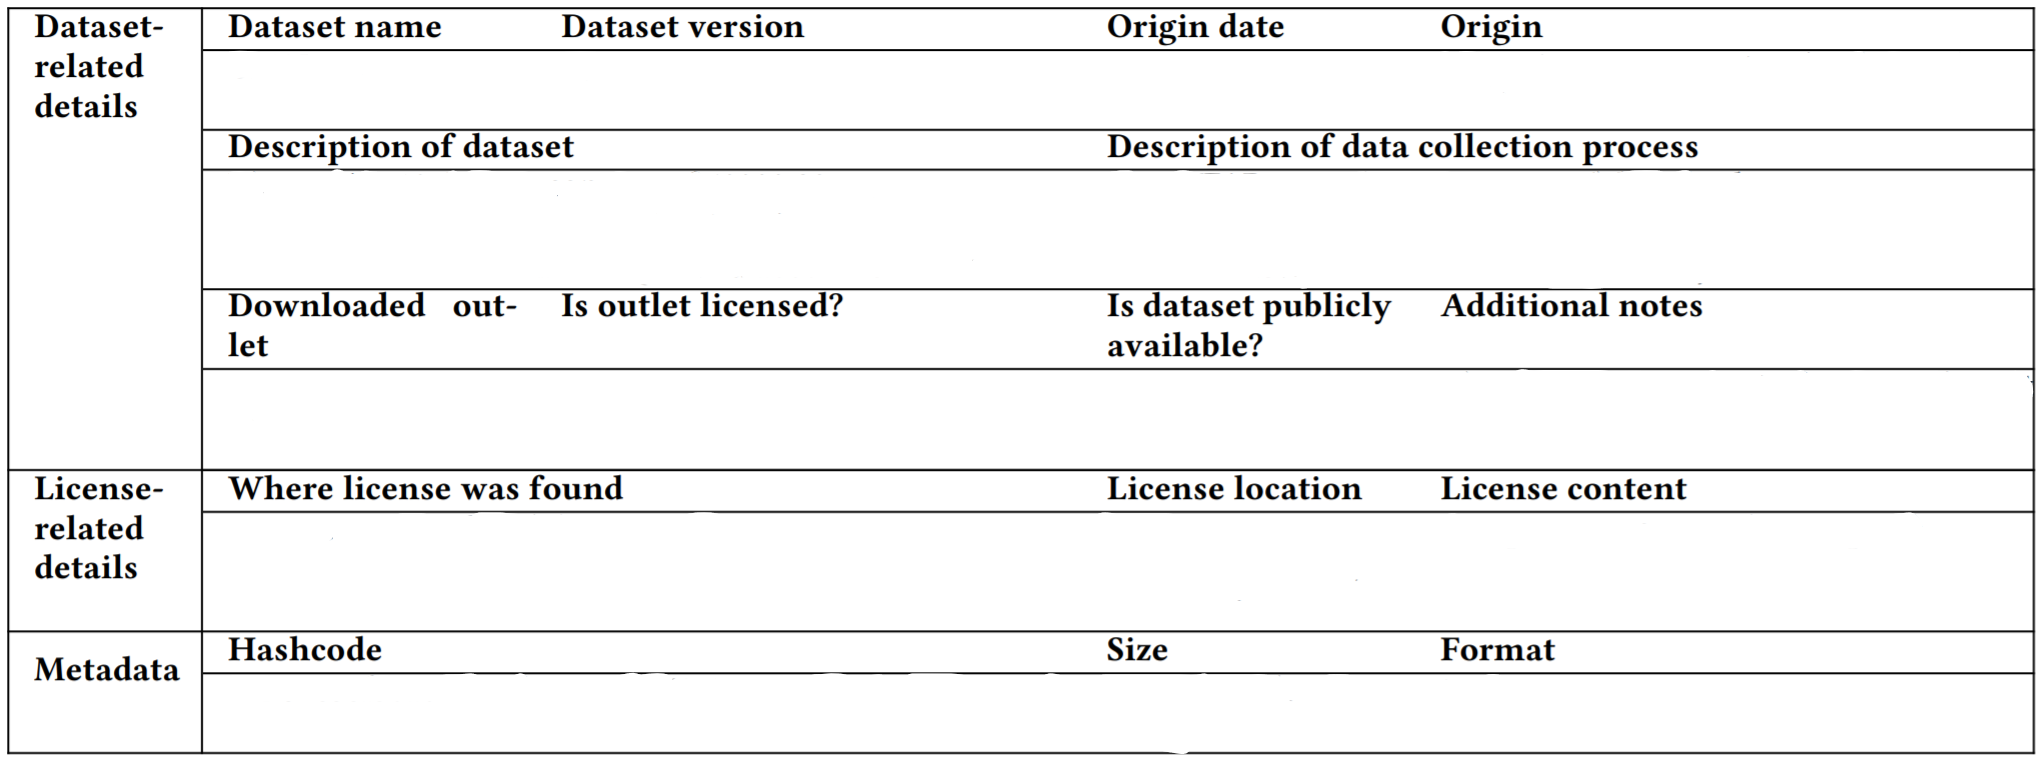 Dataset-
related
details
Dataset name Dataset version Origin date Origin
Description of dataset Description of data collection process
Downloaded out- Is outlet licensed? Is dataset publicly Additional notes
let available?
License-
related
details
Where license was found License location License content
Metadata
Hashcode Size Format